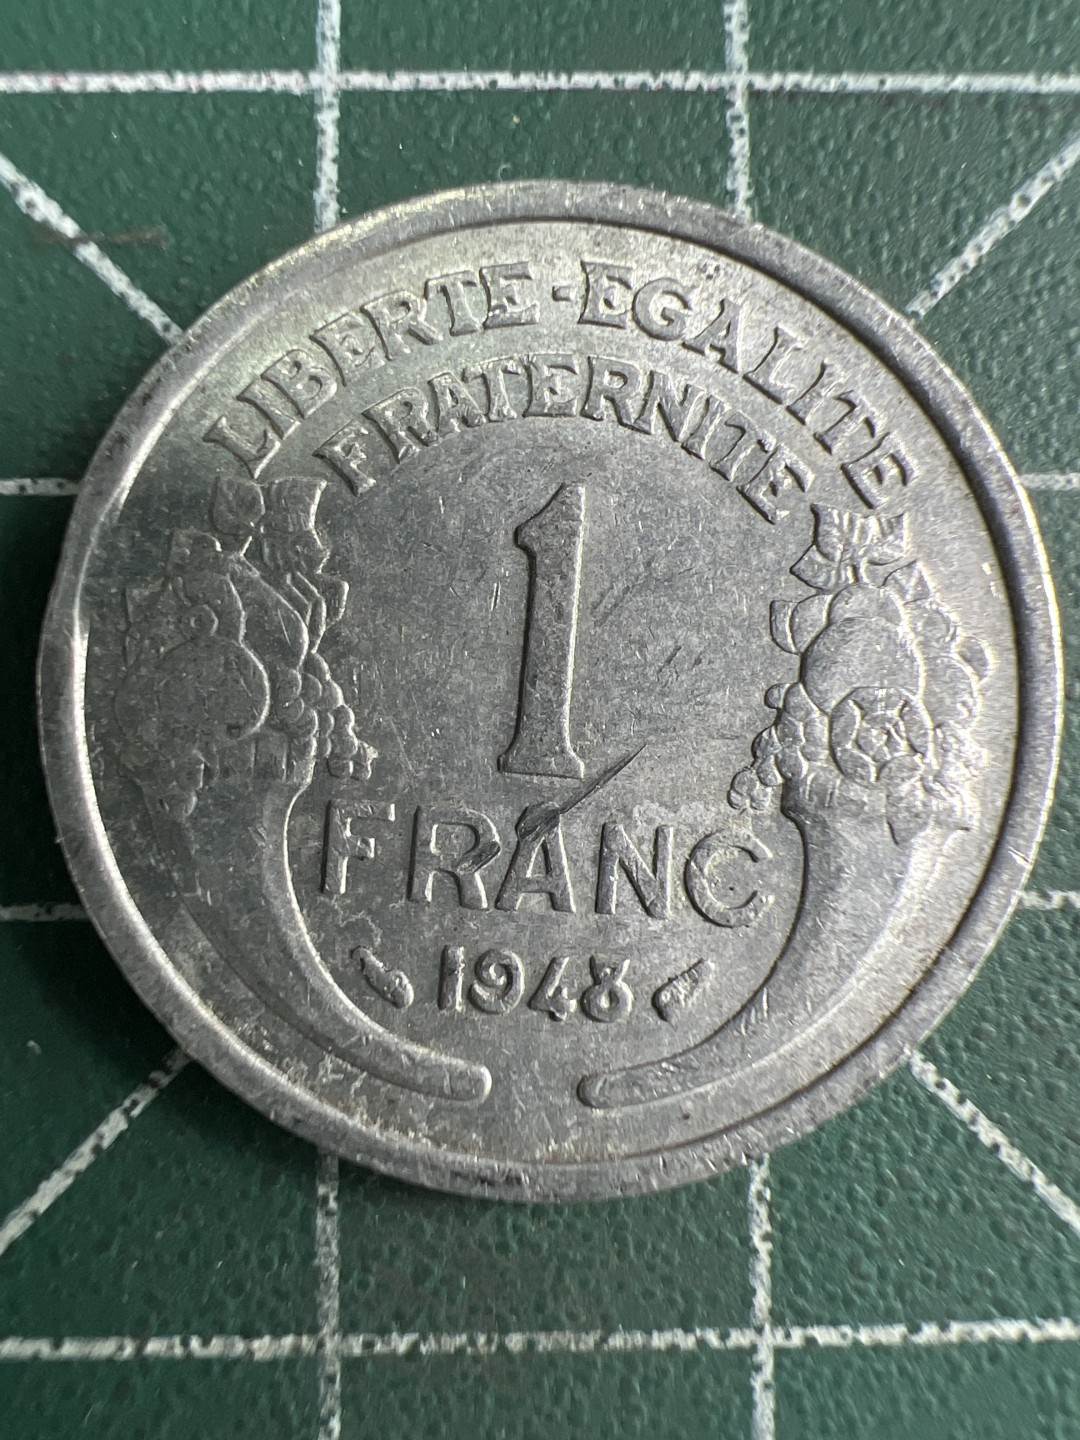 LIBERTE·EGALITE
FRATERNITE
1
FRANC
1948